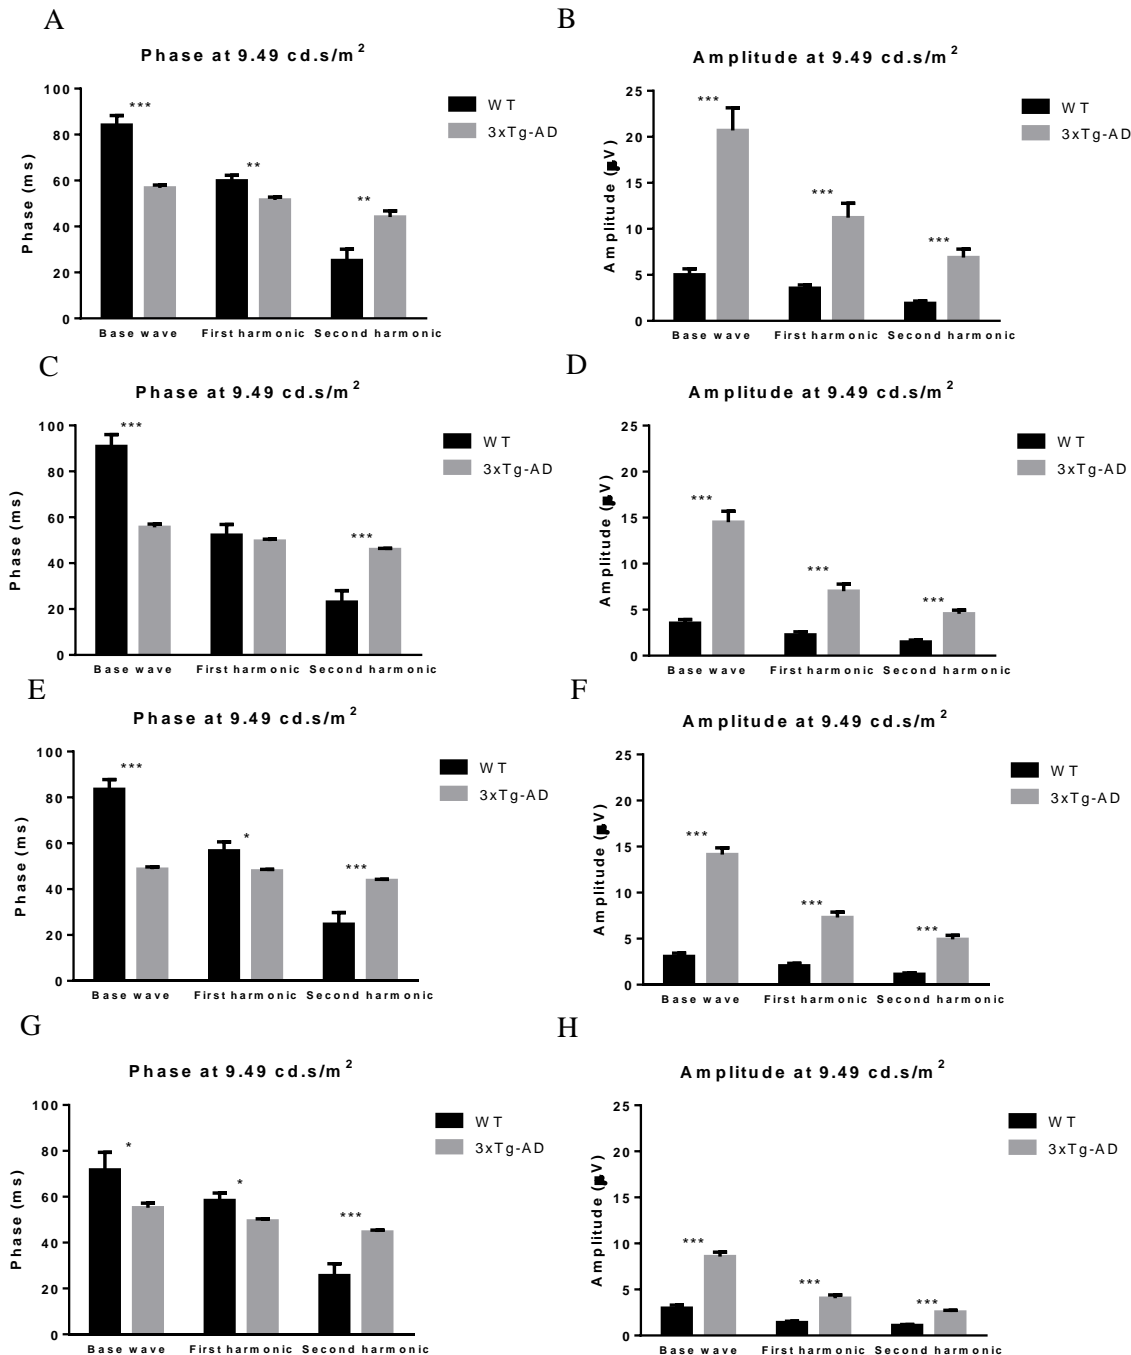 A
Phase at 9.49 cd.s/m²
100
80
60
40
20
0
Phase (ms)
***
**
**
WT
3xTg-AD
Base wave
First harmonic
Second harmonic
B
Amplitude at 9.49 cd.s/m²
25
20
15
10
5
0
Amplitude (µV)
***
***
***
WT
3xTg-AD
Base wave
First harmonic
Second harmonic
C
Phase at 9.49 cd.s/m²
100
80
60
40
20
0
Phase (ms)
***
***
WT
3xTg-AD
Base wave
First harmonic
Second harmonic
D
Amplitude at 9.49 cd.s/m²
25
20
15
10
5
0
Amplitude (µV)
***
***
***
WT
3xTg-AD
Base wave
First harmonic
Second harmonic
E
Phase at 9.49 cd.s/m²
100
80
60
40
20
0
Phase (ms)
***
*
***
WT
3xTg-AD
Base wave
First harmonic
Second harmonic
F
Amplitude at 9.49 cd.s/m²
25
20
15
10
5
0
Amplitude (µV)
***
***
***
WT
3xTg-AD
Base wave
First harmonic
Second harmonic
G
Phase at 9.49 cd.s/m²
100
80
60
40
20
0
Phase (ms)
*
*
***
WT
3xTg-AD
Base wave
First harmonic
Second harmonic
H
Amplitude at 9.49 cd.s/m²
25
20
15
10
5
0
Amplitude (µV)
***
***
***
WT
3xTg-AD
Base wave
First harmonic
Second harmonic